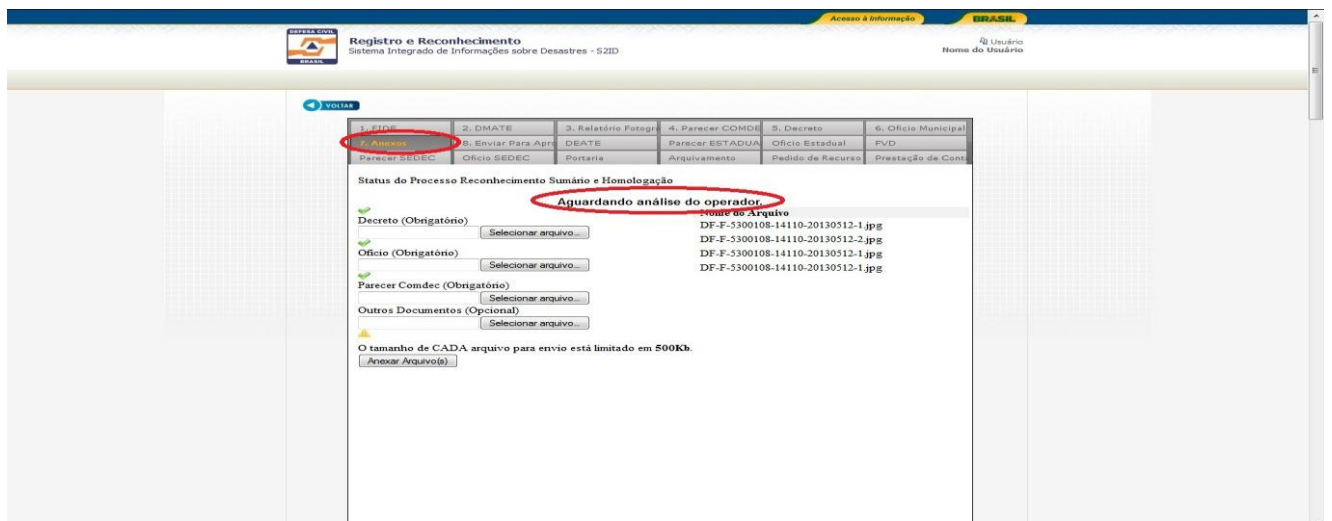 Acesso à Informação
BRASIL
DEFESA CIVIL
BRASIL
Registro e Reconhecimento
Sistema Integrado de Informações sobre Desastres - S2ID
Usuário
Nome do Usuário
VOLTAR
1. FIDE
2. DMATE
3. Relatório Fotogr
4. Parecer COMDE
5. Decreto
6. Oficio Municipal
7. Anexos
8. Enviar Para Apr
DEATE
Parecer ESTADUA
Oficio Estadual
PVD
Parecer SEDEC
Oficio SEDEC
Portaria
Arquivamento
Pedido de Recurso
Prestação de Cont
Status do Processo Reconhecimento Sumário e Homologação
Aguardando análise do operador.
Decreto (Obrigatório)
Selecionar arquivo...
Oficio (Obrigatório)
Selecionar arquivo...
Parecer Comdec (Obrigatório)
Selecionar arquivo...
Outros Documentos (Opcional)
Selecionar arquivo...
O tamanho de CADA arquivo para envio está limitado em 500Kb.
Anexar Arquivo(s)
Nome do Arquivo
DF-F-5300108-14110-20130512-1.jpg
DF-F-5300108-14110-20130512-1.jpg
DF-F-5300108-14110-20130512-1.jpg
DF-F-5300108-14110-20130512-1.jpg